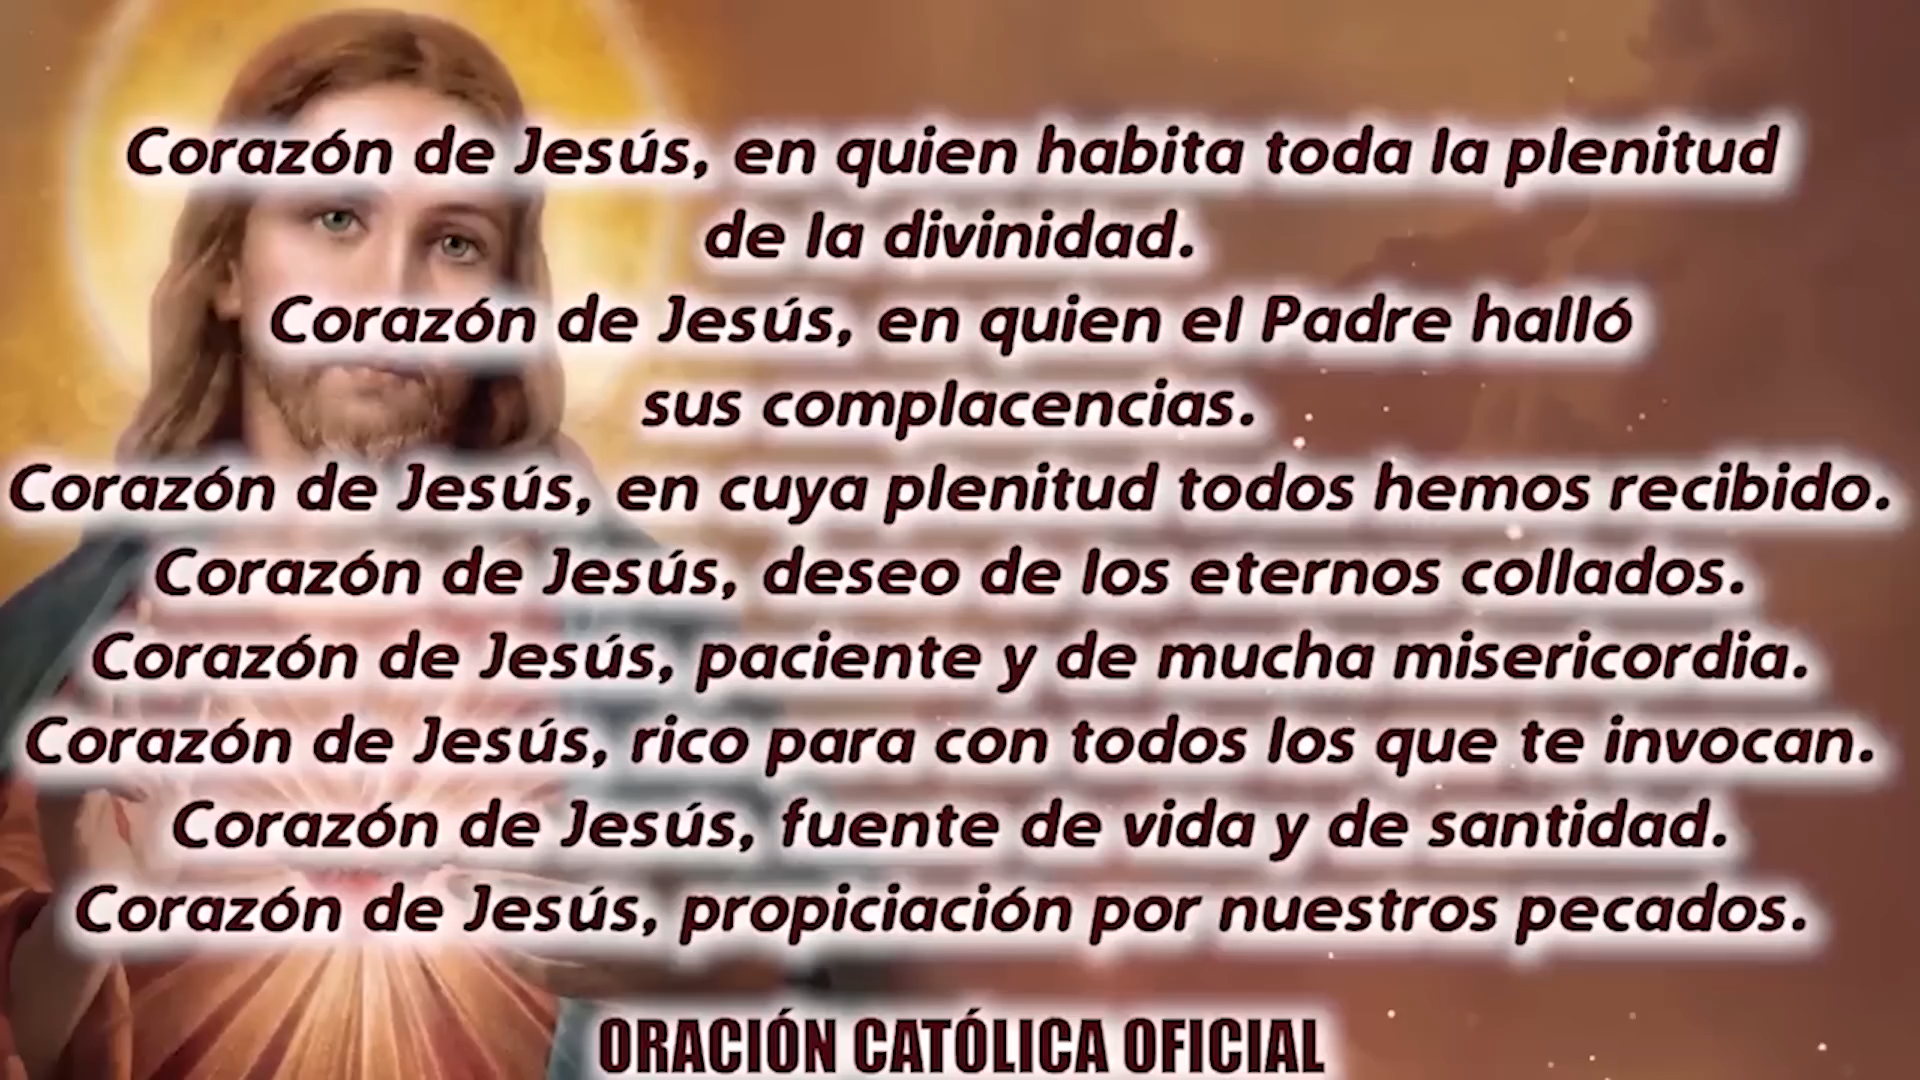 Corazón de Jesús, en quien habita toda la plenitud
de la divinidad.
Corazón de Jesús, en quien el Padre halló
sus complacencias.
Corazón de Jesús, en cuya plenitud todos hemos recibido.
Corazón de Jesús, deseo de los eternos collados.
Corazón de Jesús, paciente y de mucha misericordia.
Corazón de Jesús, rico para con todos los que te invocan.
Corazón de Jesús, fuente de vida y de santidad.
Corazón de Jesús, propiciación por nuestros pecados.
ORACIÓN CATÓLICA OFICIAL